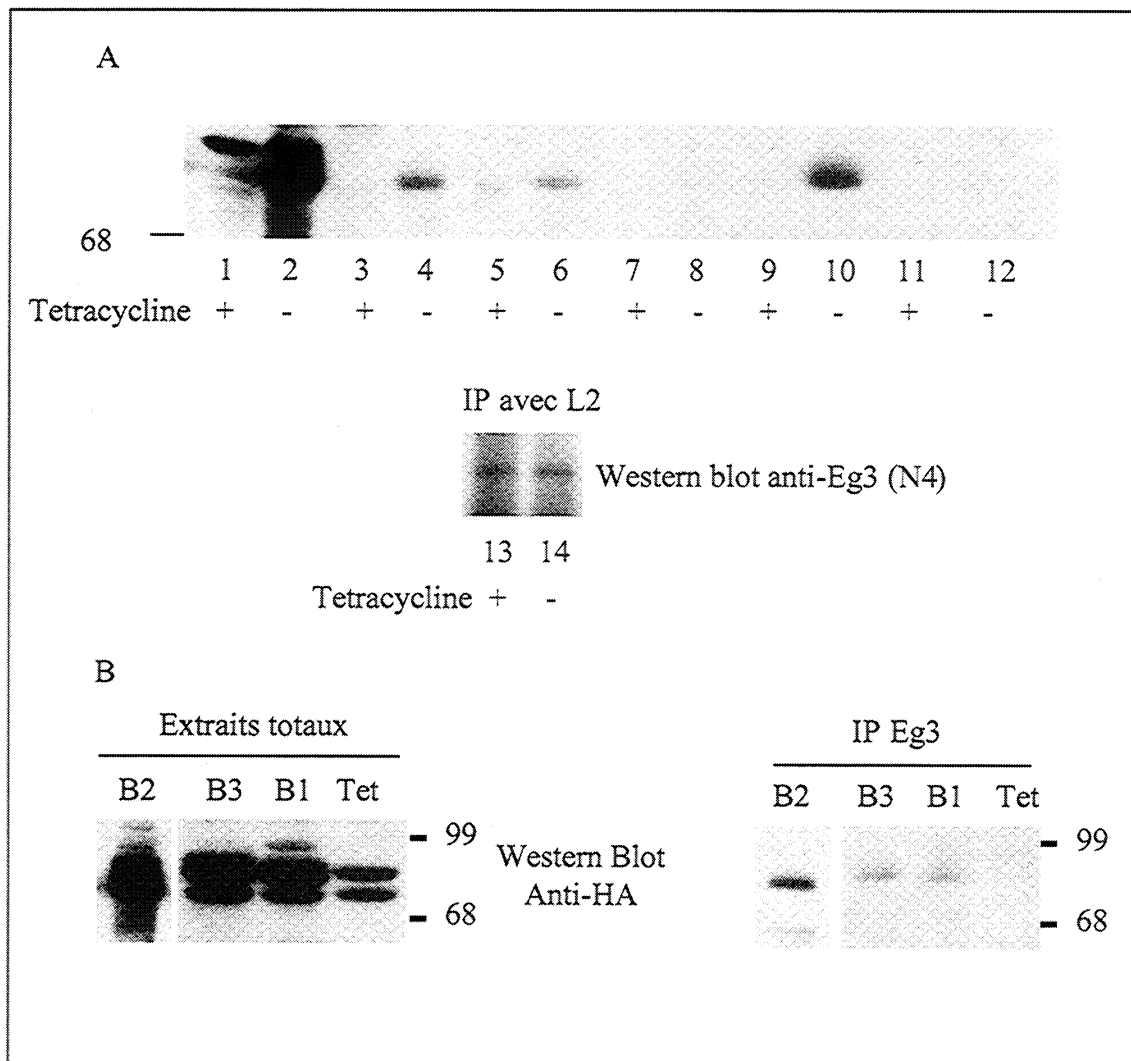 A
68
1 2 3 4 5 6 7 8 9 10 11 12
Tetracycline + - + - + - + - + - + -
IP avec L2
Western blot anti-Eg3 (N4)
13 14
Tetracycline + -
B
Extraits totaux
B2 B3 B1 Tet
99
68
Western Blot
Anti-HA
IP Eg3
B2 B3 B1 Tet
99
68